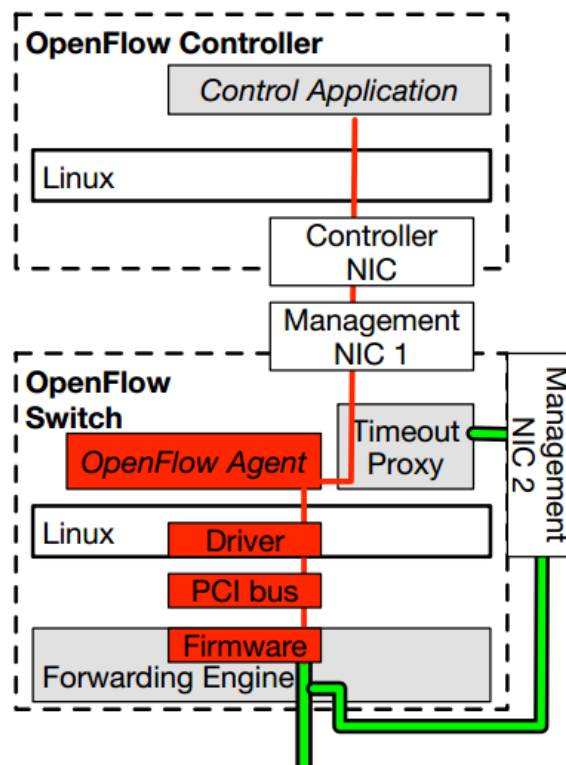 OpenFlow Controller
Control Application
Linux
Controller
NIC
Management
NIC 1
OpenFlow
Switch
Timeout
Proxy
Management
NIC 2
OpenFlow Agent
Linux
Driver
PCI bus
Firmware
Forwarding Engine